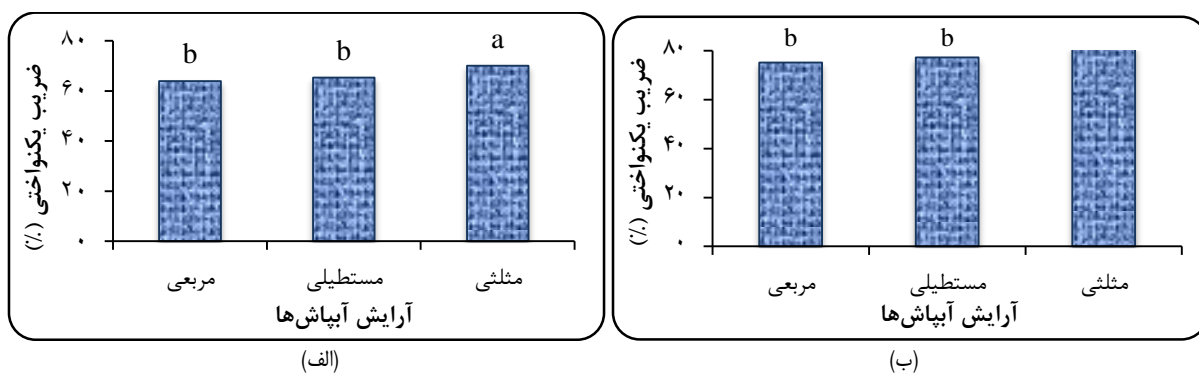 b b a
ضریب یکنواختی (٪)
۸۰
۶۰
۴۰
۲۰
۰
مربعی مستطیلی مثلثی
آرایش آبپاش‌ها
(الف)
b b
ضریب یکنواختی (٪)
۸۰
۶۰
۴۰
۲۰
۰
مربعی مستطیلی مثلثی
آرایش آبپاش‌ها
(ب)